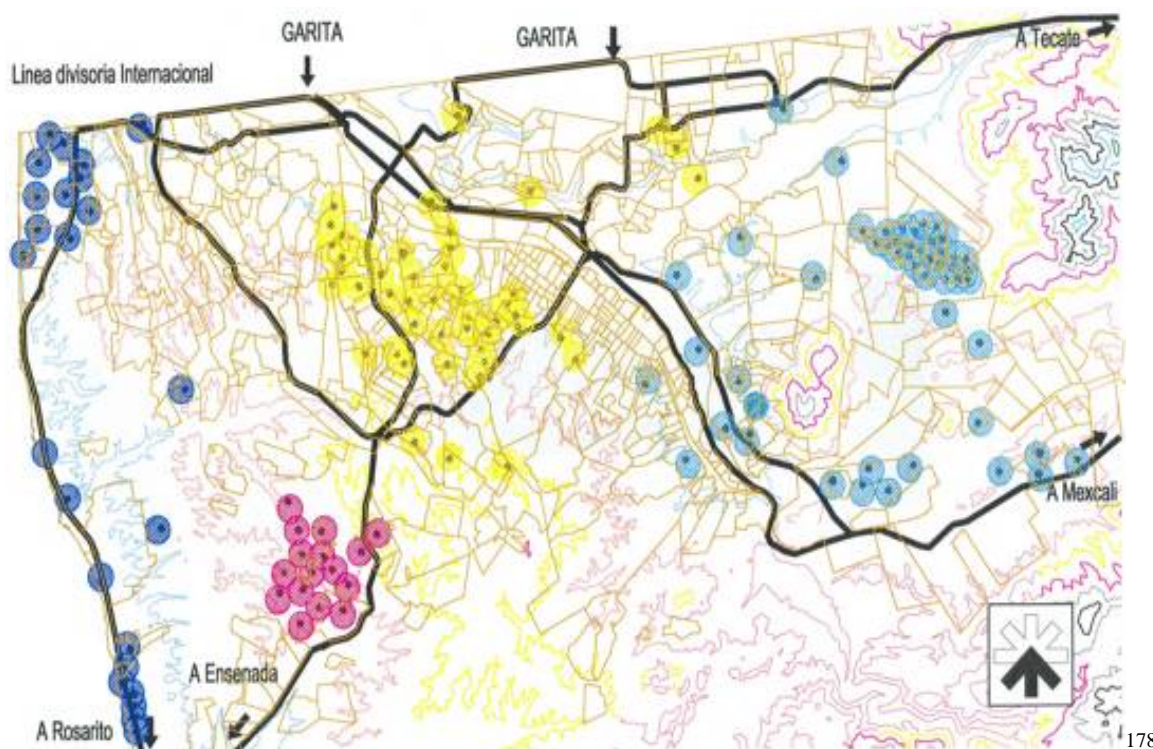 GARITA
GARITA
A Tecate
Linea divisoria Internacional
A Mexcali
A Ensenada
A Rosarito
178